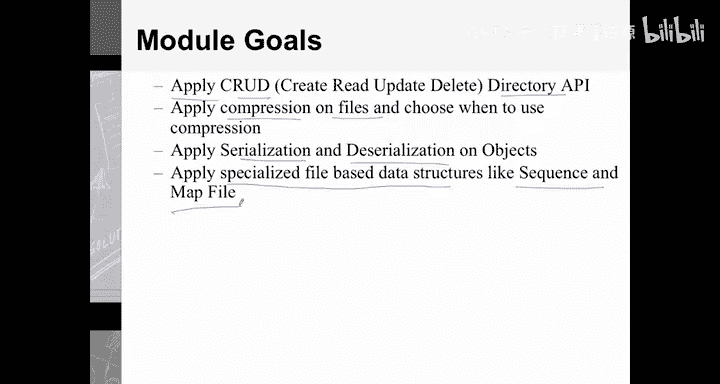 bilibili
Module Goals
– Apply CRUD (Create Read Update Delete) Directory API
– Apply compression on files and choose when to use
compression
– Apply Serialization and Deserialization on Objects
– Apply specialized file based data structures like Sequence and
Map File